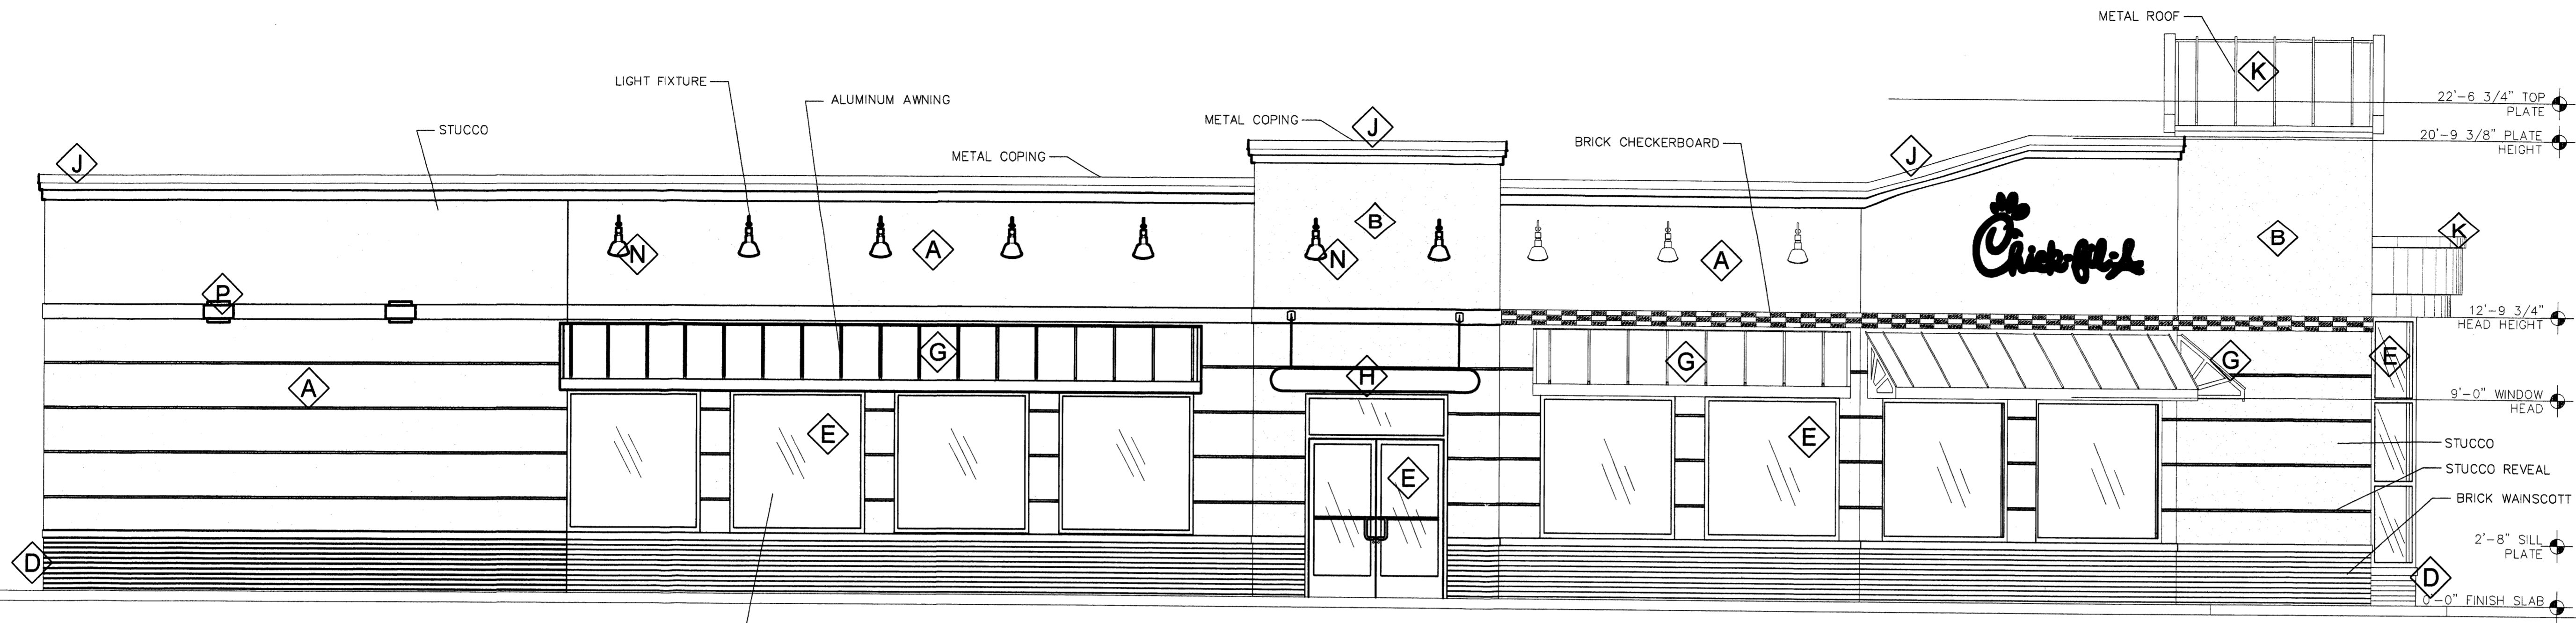 METAL ROOF
K
LIGHT FIXTURE
ALUMINUM AWNING
22'-6 3/4" TOP
PLATE
STUCCO
METAL COPING
J
BRICK CHECKERBOARD
20'-9 3/8" PLATE
HEIGHT
J
METAL COPING
J
N
A
B
N
A
Chick-fil-A
B
K
P
12'-9 3/4"
HEAD HEIGHT
A
G
H
G
G
E
9'-0" WINDOW
HEAD
E
E
E
STUCCO
STUCCO REVEAL
BRICK WAINSCOTT
2'-8" SILL
PLATE
D
D
0'-0" FINISH SLAB